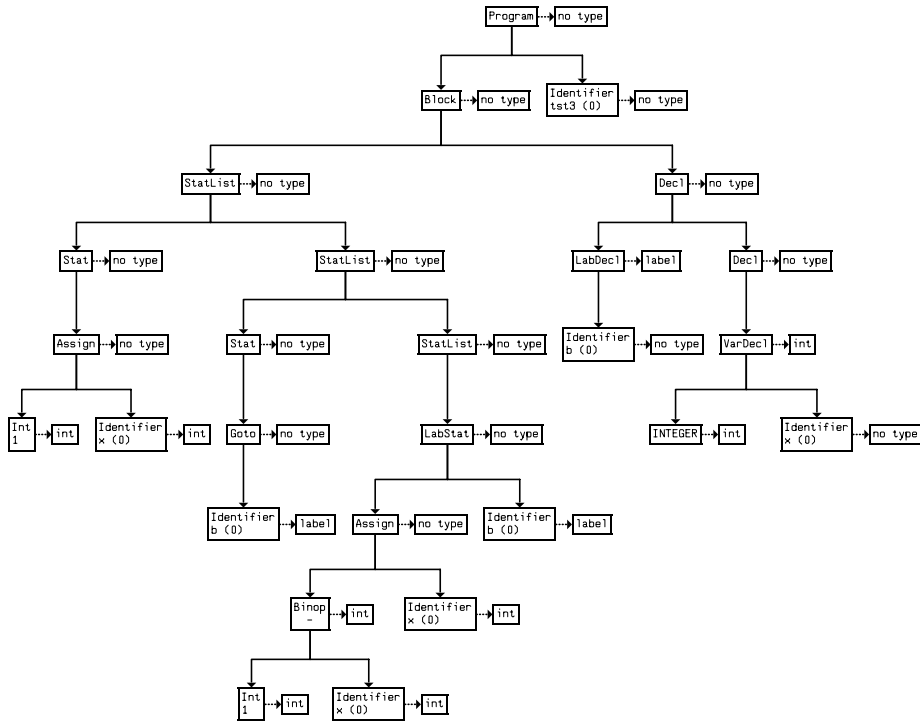 Program
no type
Block
no type
Identifier
tst3 (0)
no type
StatList
no type
Decl
no type
Stat
no type
StatList
no type
LabDecl
label
Decl
no type
Assign
no type
Stat
no type
StatList
no type
Identifier
b (0)
no type
VarDecl
int
Int
1
int
Identifier
x (0)
int
Goto
no type
LabStat
no type
INTEGER
int
Identifier
x (0)
no type
Identifier
b (0)
label
Assign
no type
Identifier
b (0)
label
Binop
-
int
Identifier
x (0)
int
Int
1
int
Identifier
x (0)
int